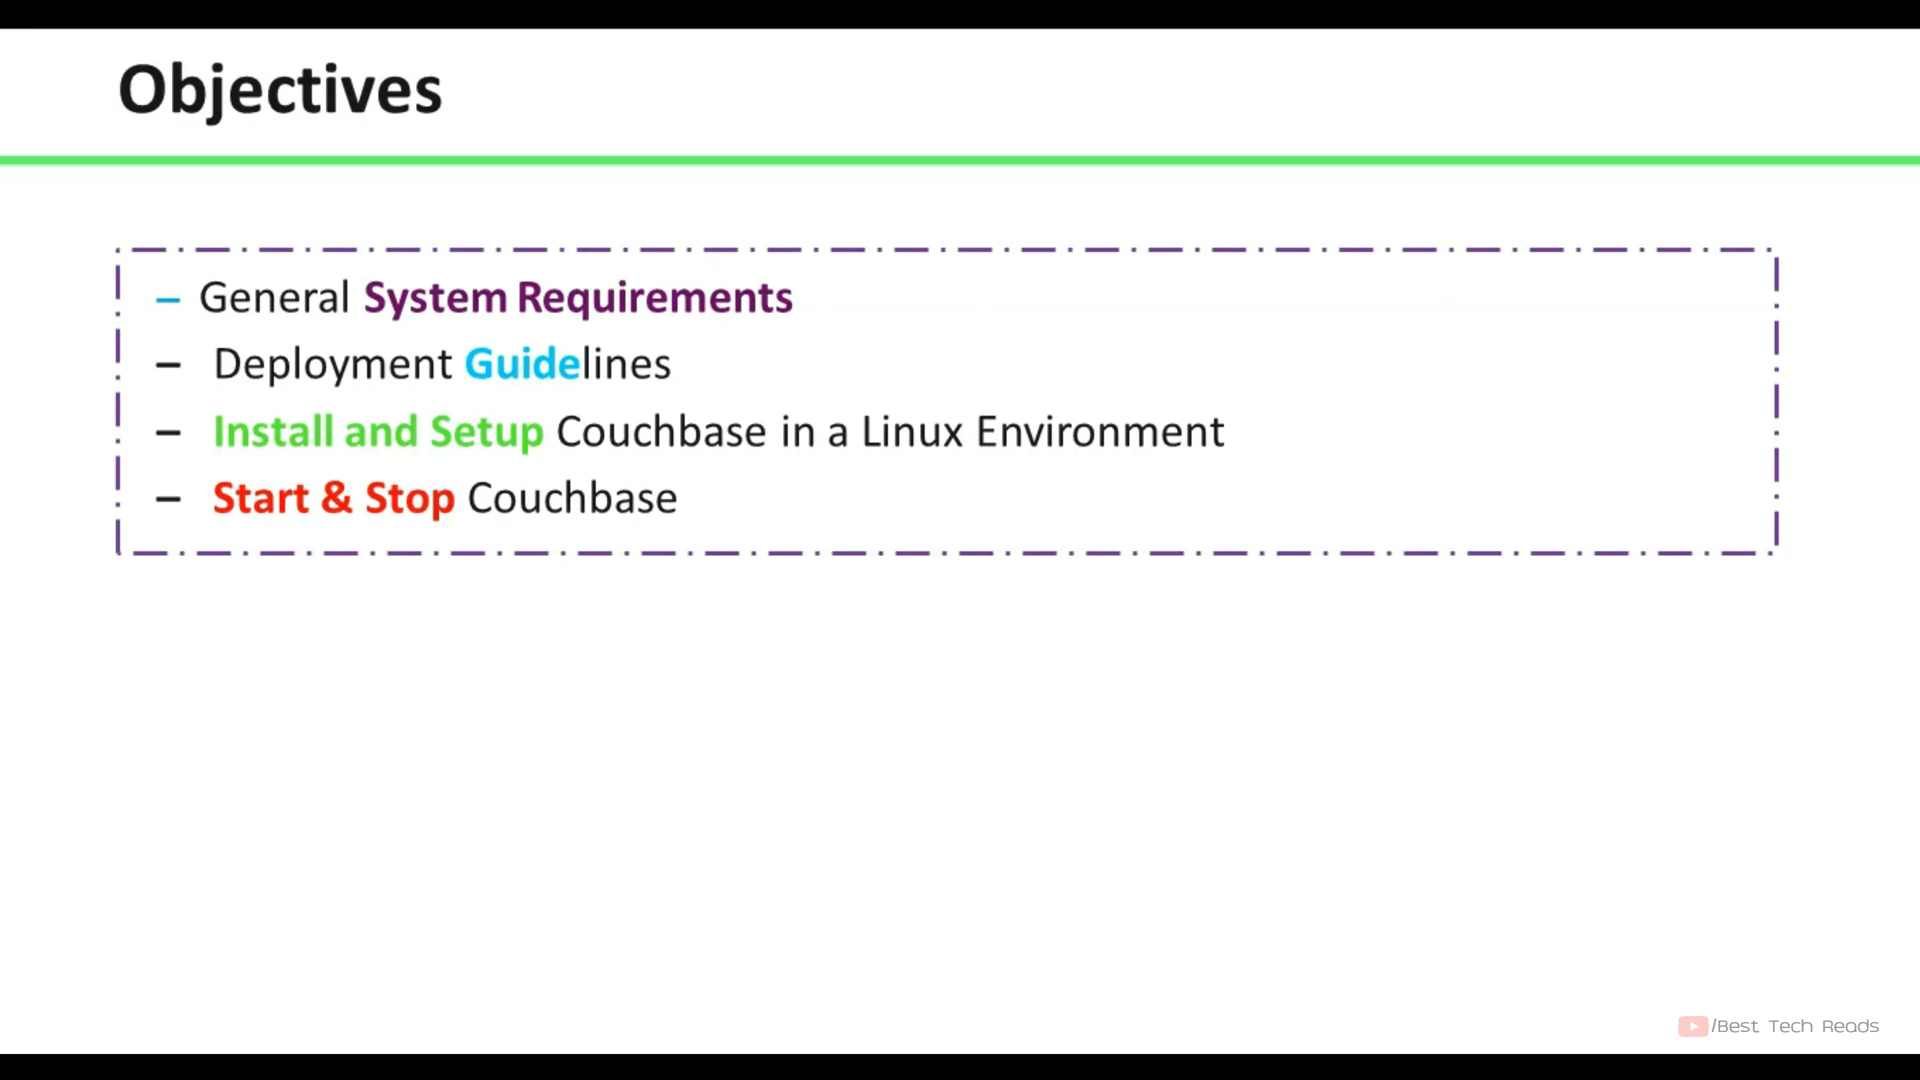 Objectives
– General System Requirements
– Deployment Guidelines
– Install and Setup Couchbase in a Linux Environment
– Start & Stop Couchbase
/Best Tech Reads